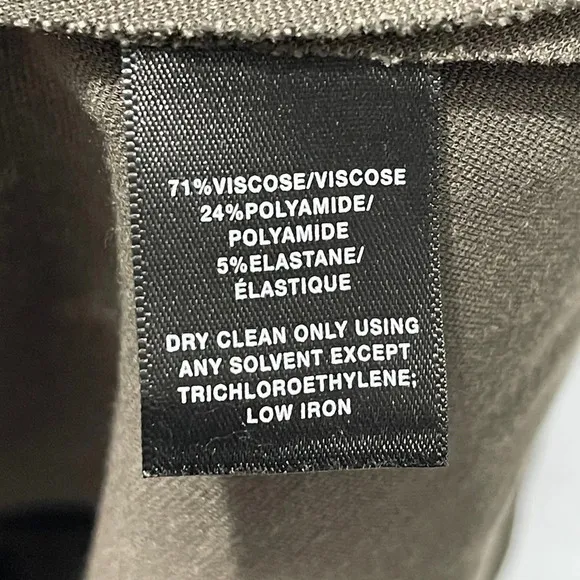 71%VISCOSE/VISCOSE
24%POLYAMIDE/
POLYAMIDE
5%ELASTANE/
ÉLASTIQUE
DRY CLEAN ONLY USING
ANY SOLVENT EXCEPT
TRICHLOROETHYLENE;
LOW IRON